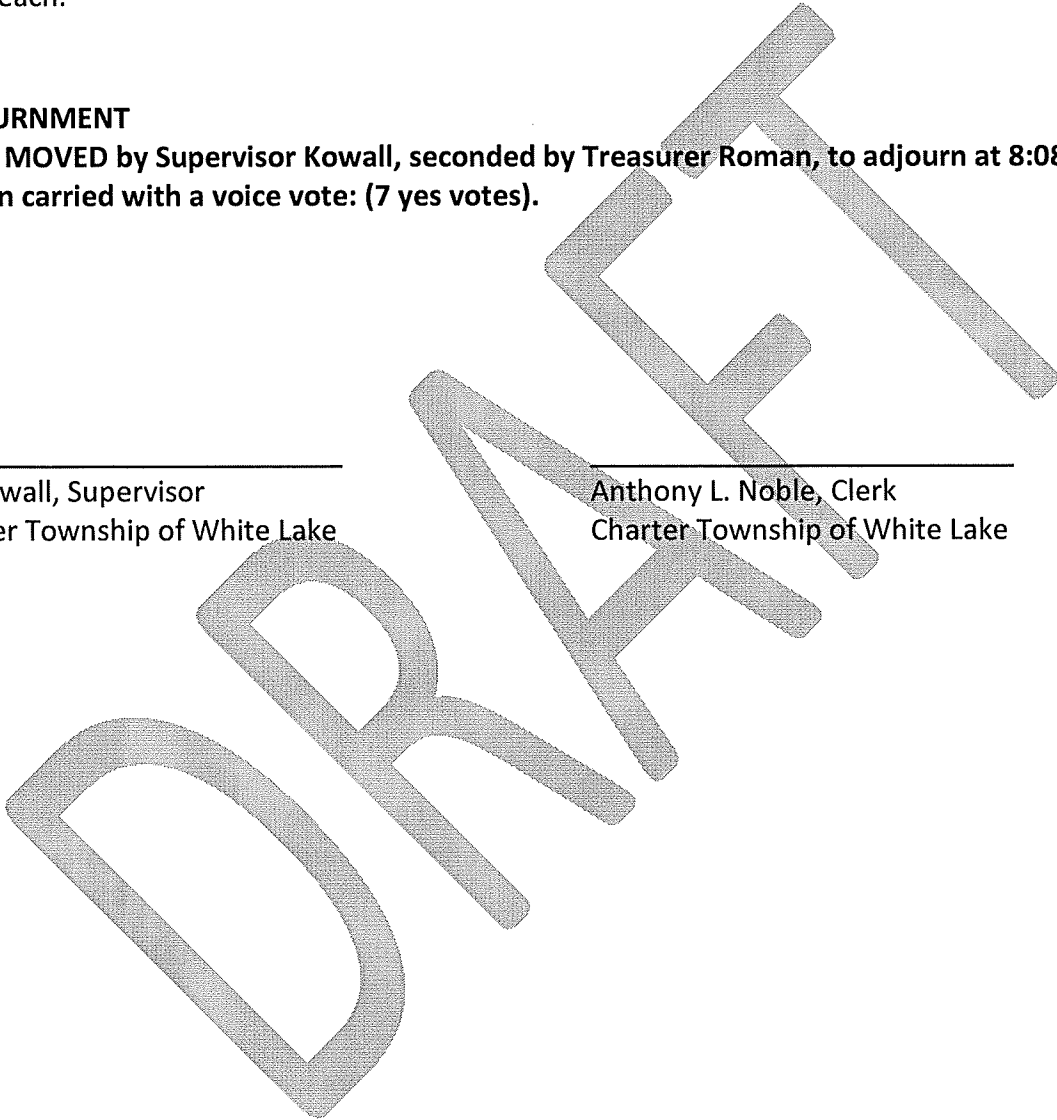 each.
URNMENT
MOVED by Supervisor Kowall, seconded by Treasurer Roman, to adjourn at 8:08
n carried with a voice vote: (7 yes votes).
wall, Supervisor
er Township of White Lake
Anthony L. Noble, Clerk
Charter Township of White Lake
DRAFT